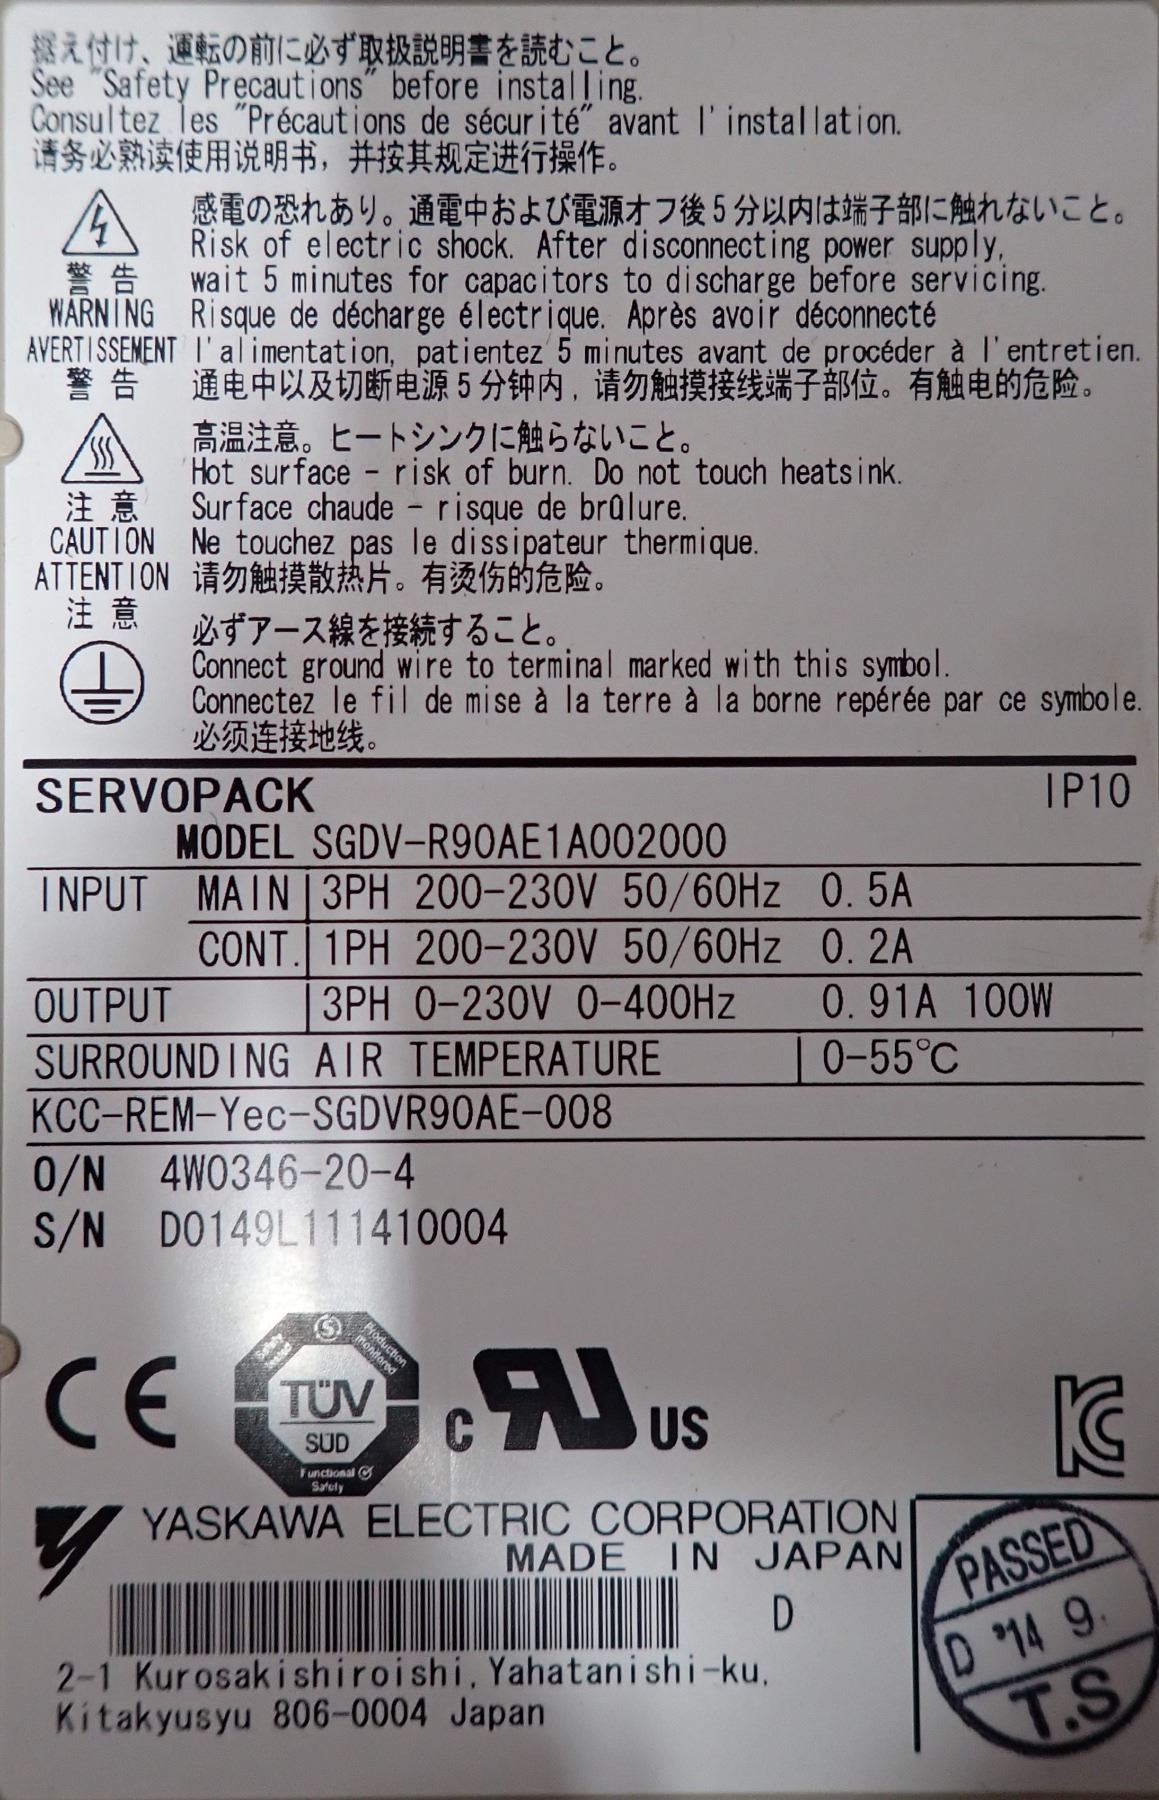 据え付け、運転の前に必ず取扱説明書を読むこと。
See "Safety Precautions" before installing.
Consultez les "Précautions de sécurité" avant l'installation.
请务必熟读使用说明书，并按其规定进行操作。
感電の恐れあり。通電中および電源オフ後5分以内は端子部に触れないこと。
Risk of electric shock. After disconnecting power supply,
警告 wait 5 minutes for capacitors to discharge before servicing.
WARNING Risque de décharge électrique. Après avoir déconnecté
AVERTISSEMENT l'alimentation, patientez 5 minutes avant de procéder à l'entretien.
警告 通电中以及切断电源5分钟内，请勿触摸接线端子部位。有触电的危险。
高温注意。ヒートシンクに触らないこと。
Hot surface - risk of burn. Do not touch heatsink.
注意 Surface chaude - risque de brûlure.
CAUTION Ne touchez pas le dissipateur thermique.
ATTENTION 请勿触摸散热片。有烫伤的危险。
注意
必ずアース線を接続すること。
Connect ground wire to terminal marked with this symbol.
Connectez le fil de mise à la terre à la borne repérée par ce symbole.
必须连接地线。
SERVOPACK IP10
MODEL SGDV-R90AE1A002000
INPUT MAIN 3PH 200-230V 50/60Hz 0.5A
CONT. 1PH 200-230V 50/60Hz 0.2A
OUTPUT 3PH 0-230V 0-400Hz 0.91A 100W
SURROUNDING AIR TEMPERATURE 0-55℃
KCC-REM-Yec-SGDVR90AE-008
O/N 4W0346-20-4
S/N D0149L111410004
CE
Safety tested
Production monitored
TÜV
SÜD
Functional Safety
c RU US
KC
YASKAWA ELECTRIC CORPORATION
MADE IN JAPAN
D
2-1 Kurosakishiroishi, Yahatanishi-ku,
Kitakyusyu 806-0004 Japan
PASSED
D '14 9.
T.S